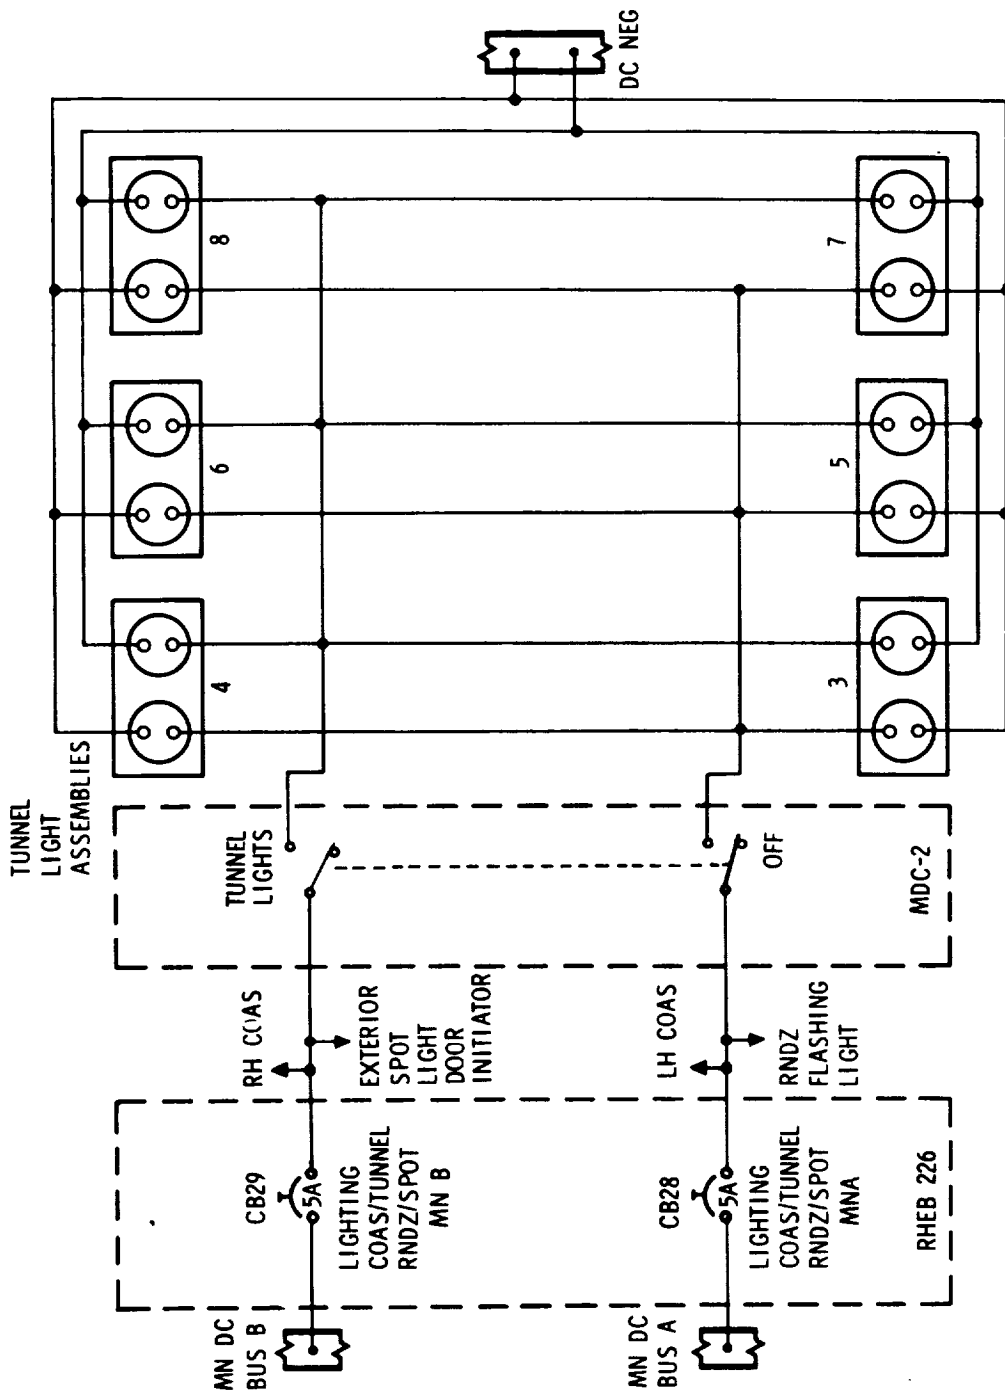 TUNNEL
LIGHT
ASSEMBLIES
MN DC
BUS B
CB29
5A
LIGHTING
COAS/TUNNEL
RNDZ/SPOT
MN B
RH COAS
EXTERIOR
SPOT
LIGHT
DOOR
INITIATOR
TUNNEL
LIGHTS
4
6
8
MN DC
BUS A
CB28
5A
LIGHTING
COAS/TUNNEL
RNDZ/SPOT
MNA
RHEB 226
LH COAS
RNDZ
FLASHING
LIGHT
OFF
MDC-2
3
5
7
DC NEG